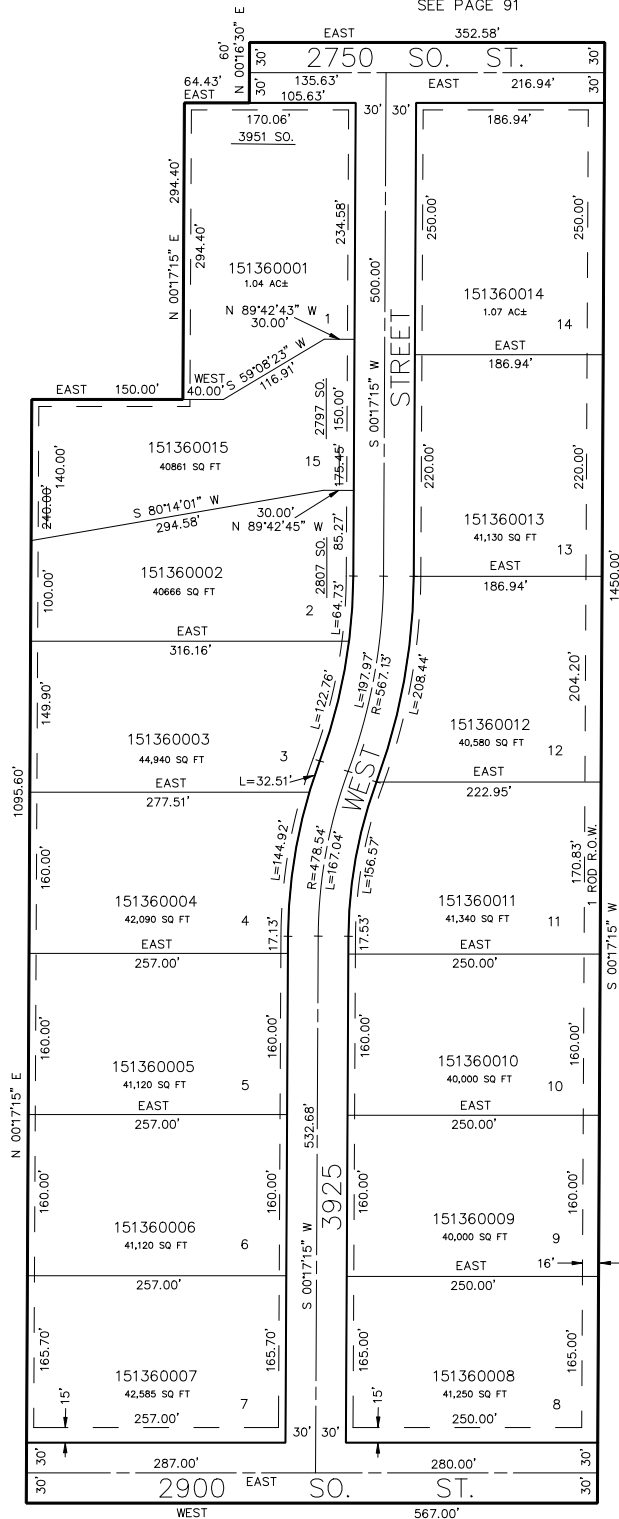 SEE PAGE 91
EAST 352.58'
60'
N 00°16'30" E
30'
30'
2750 SO. ST.
30'
30'
64.43'
EAST
135.63'
EAST 216.94'
105.63'
170.06'
3951 SO.
30' 30'
186.94'
294.40'
294.40'
N 00°17'15" E
234.58'
250.00'
250.00'
500.00'
151360001
1.04 AC±
1
N 89°42'43" W
30.00'
151360014
1.07 AC±
14
STREET
S 00°17'15" W
EAST
186.94'
EAST 150.00'
WEST
40.00'
S 59°08'23" W
116.91'
2797 SO.
150.00'
175.45'
140.00'
240.00'
151360015
40861 SQ FT
15
220.00'
220.00'
S 80°14'01" W
294.58'
30.00'
N 89°42'45" W
151360013
41,130 SQ FT
13
85.27'
2807 SO.
100.00'
151360002
40666 SQ FT
2
EAST
186.94'
1450.00'
L=64.73'
EAST
316.16'
L=197.97'
R=567.13'
L=208.44'
204.20'
L=122.76'
149.90'
151360003
44,940 SQ FT
3
L=32.51'
151360012
40,580 SQ FT
12
WEST
EAST
277.51'
EAST
222.95'
1095.60'
L=144.92'
R=478.54'
L=167.04'
L=156.57'
170.83'
1 ROD R.O.W.
160.00'
151360004
42,090 SQ FT
4
151360011
41,340 SQ FT
11
17.13'
17.53'
EAST
257.00'
EAST
250.00'
S 00°17'15" W
160.00'
160.00'
160.00'
160.00'
151360005
41,120 SQ FT
5
151360010
40,000 SQ FT
10
N 00°17'15" E
EAST
257.00'
532.68'
EAST
250.00'
160.00'
160.00'
160.00'
160.00'
151360006
41,120 SQ FT
6
3925
151360009
40,000 SQ FT
9
S 00°17'15" W
EAST
257.00'
EAST
250.00'
16'
165.70'
165.70'
165.00'
165.00'
151360007
42,585 SQ FT
7
151360008
41,250 SQ FT
8
15'
257.00'
15'
250.00'
30' 30'
30'
30'
287.00'
280.00'
30'
30'
2900 EAST SO. ST.
WEST 567.00'